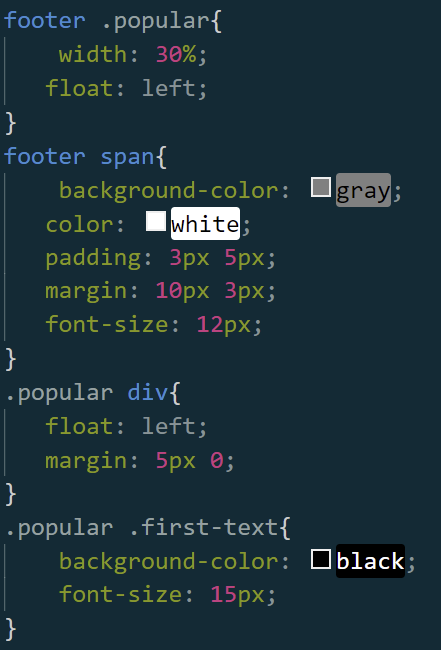 footer .popular{
width: 30%;
float: left;
}
footer span{
background-color: gray;
color: white;
padding: 3px 5px;
margin: 10px 3px;
font-size: 12px;
}
.popular div{
float: left;
margin: 5px 0;
}
.popular .first-text{
background-color: black;
font-size: 15px;
}